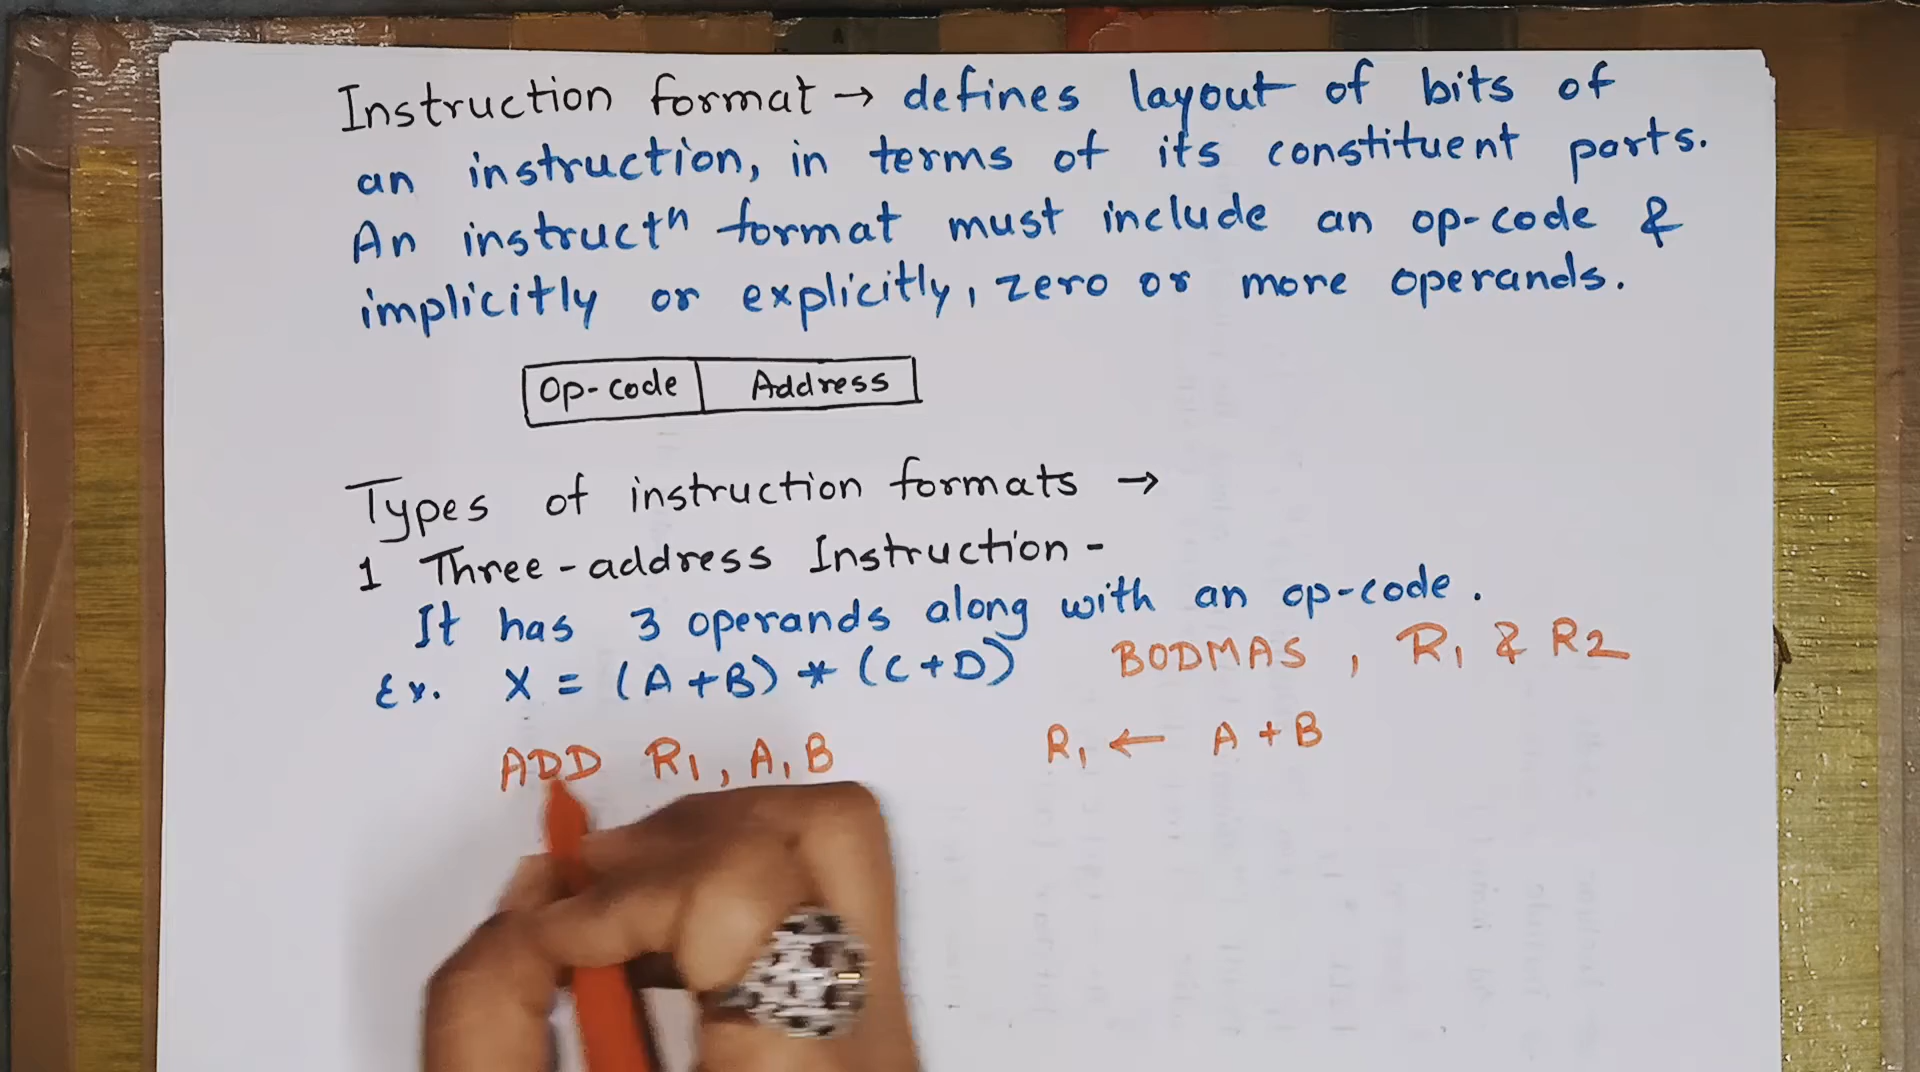 Instruction format → defines layout of bits of
an instruction, in terms of its constituent parts.
An instructⁿ format must include an op-code &
implicitly or explicitly, zero or more operands.
Op-code Address
Types of instruction formats →
1 Three-address Instruction -
It has 3 operands along with an op-code.
Ex. X = (A+B) * (C+D) BODMAS, R1 & R2
ADD R1, A, B R1 ← A+B